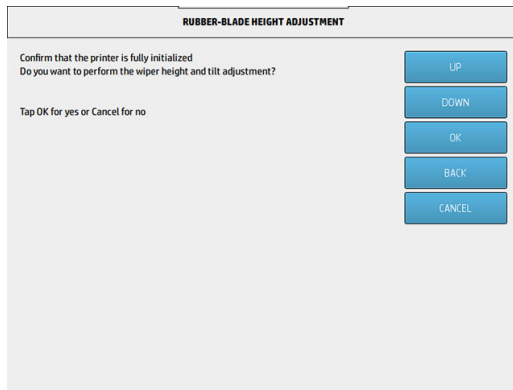 RUBBER-BLADE HEIGHT ADJUSTMENT
Confirm that the printer is fully initialized
Do you want to perform the wiper height and tilt adjustment?
Tap OK for yes or Cancel for no
UP
DOWN
OK
BACK
CANCEL